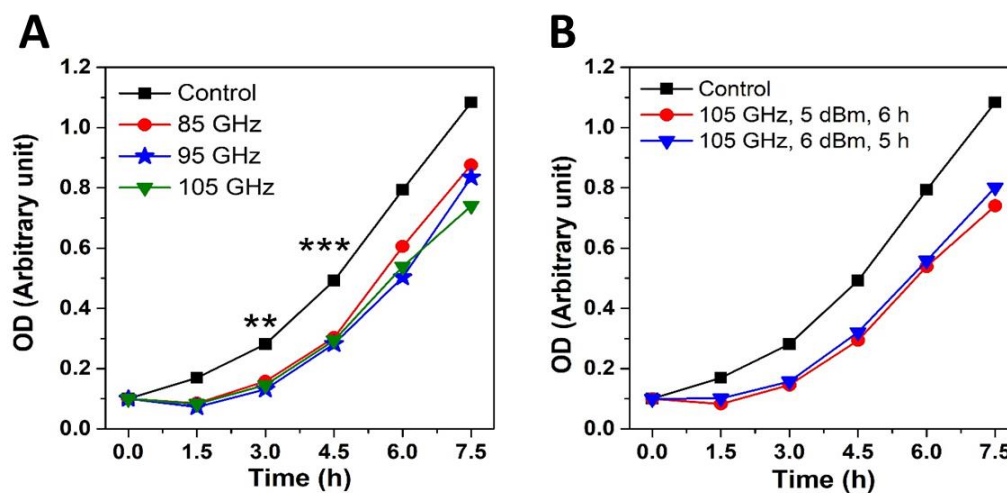 A
OD (Arbitrary unit)
1.2
1.0
0.8
0.6
0.4
0.2
0.0
Control
85 GHz
95 GHz
105 GHz
***
**
0.0 1.5 3.0 4.5 6.0 7.5
Time (h)
B
OD (Arbitrary unit)
1.2
1.0
0.8
0.6
0.4
0.2
0.0
Control
105 GHz, 5 dBm, 6 h
105 GHz, 6 dBm, 5 h
0.0 1.5 3.0 4.5 6.0 7.5
Time (h)